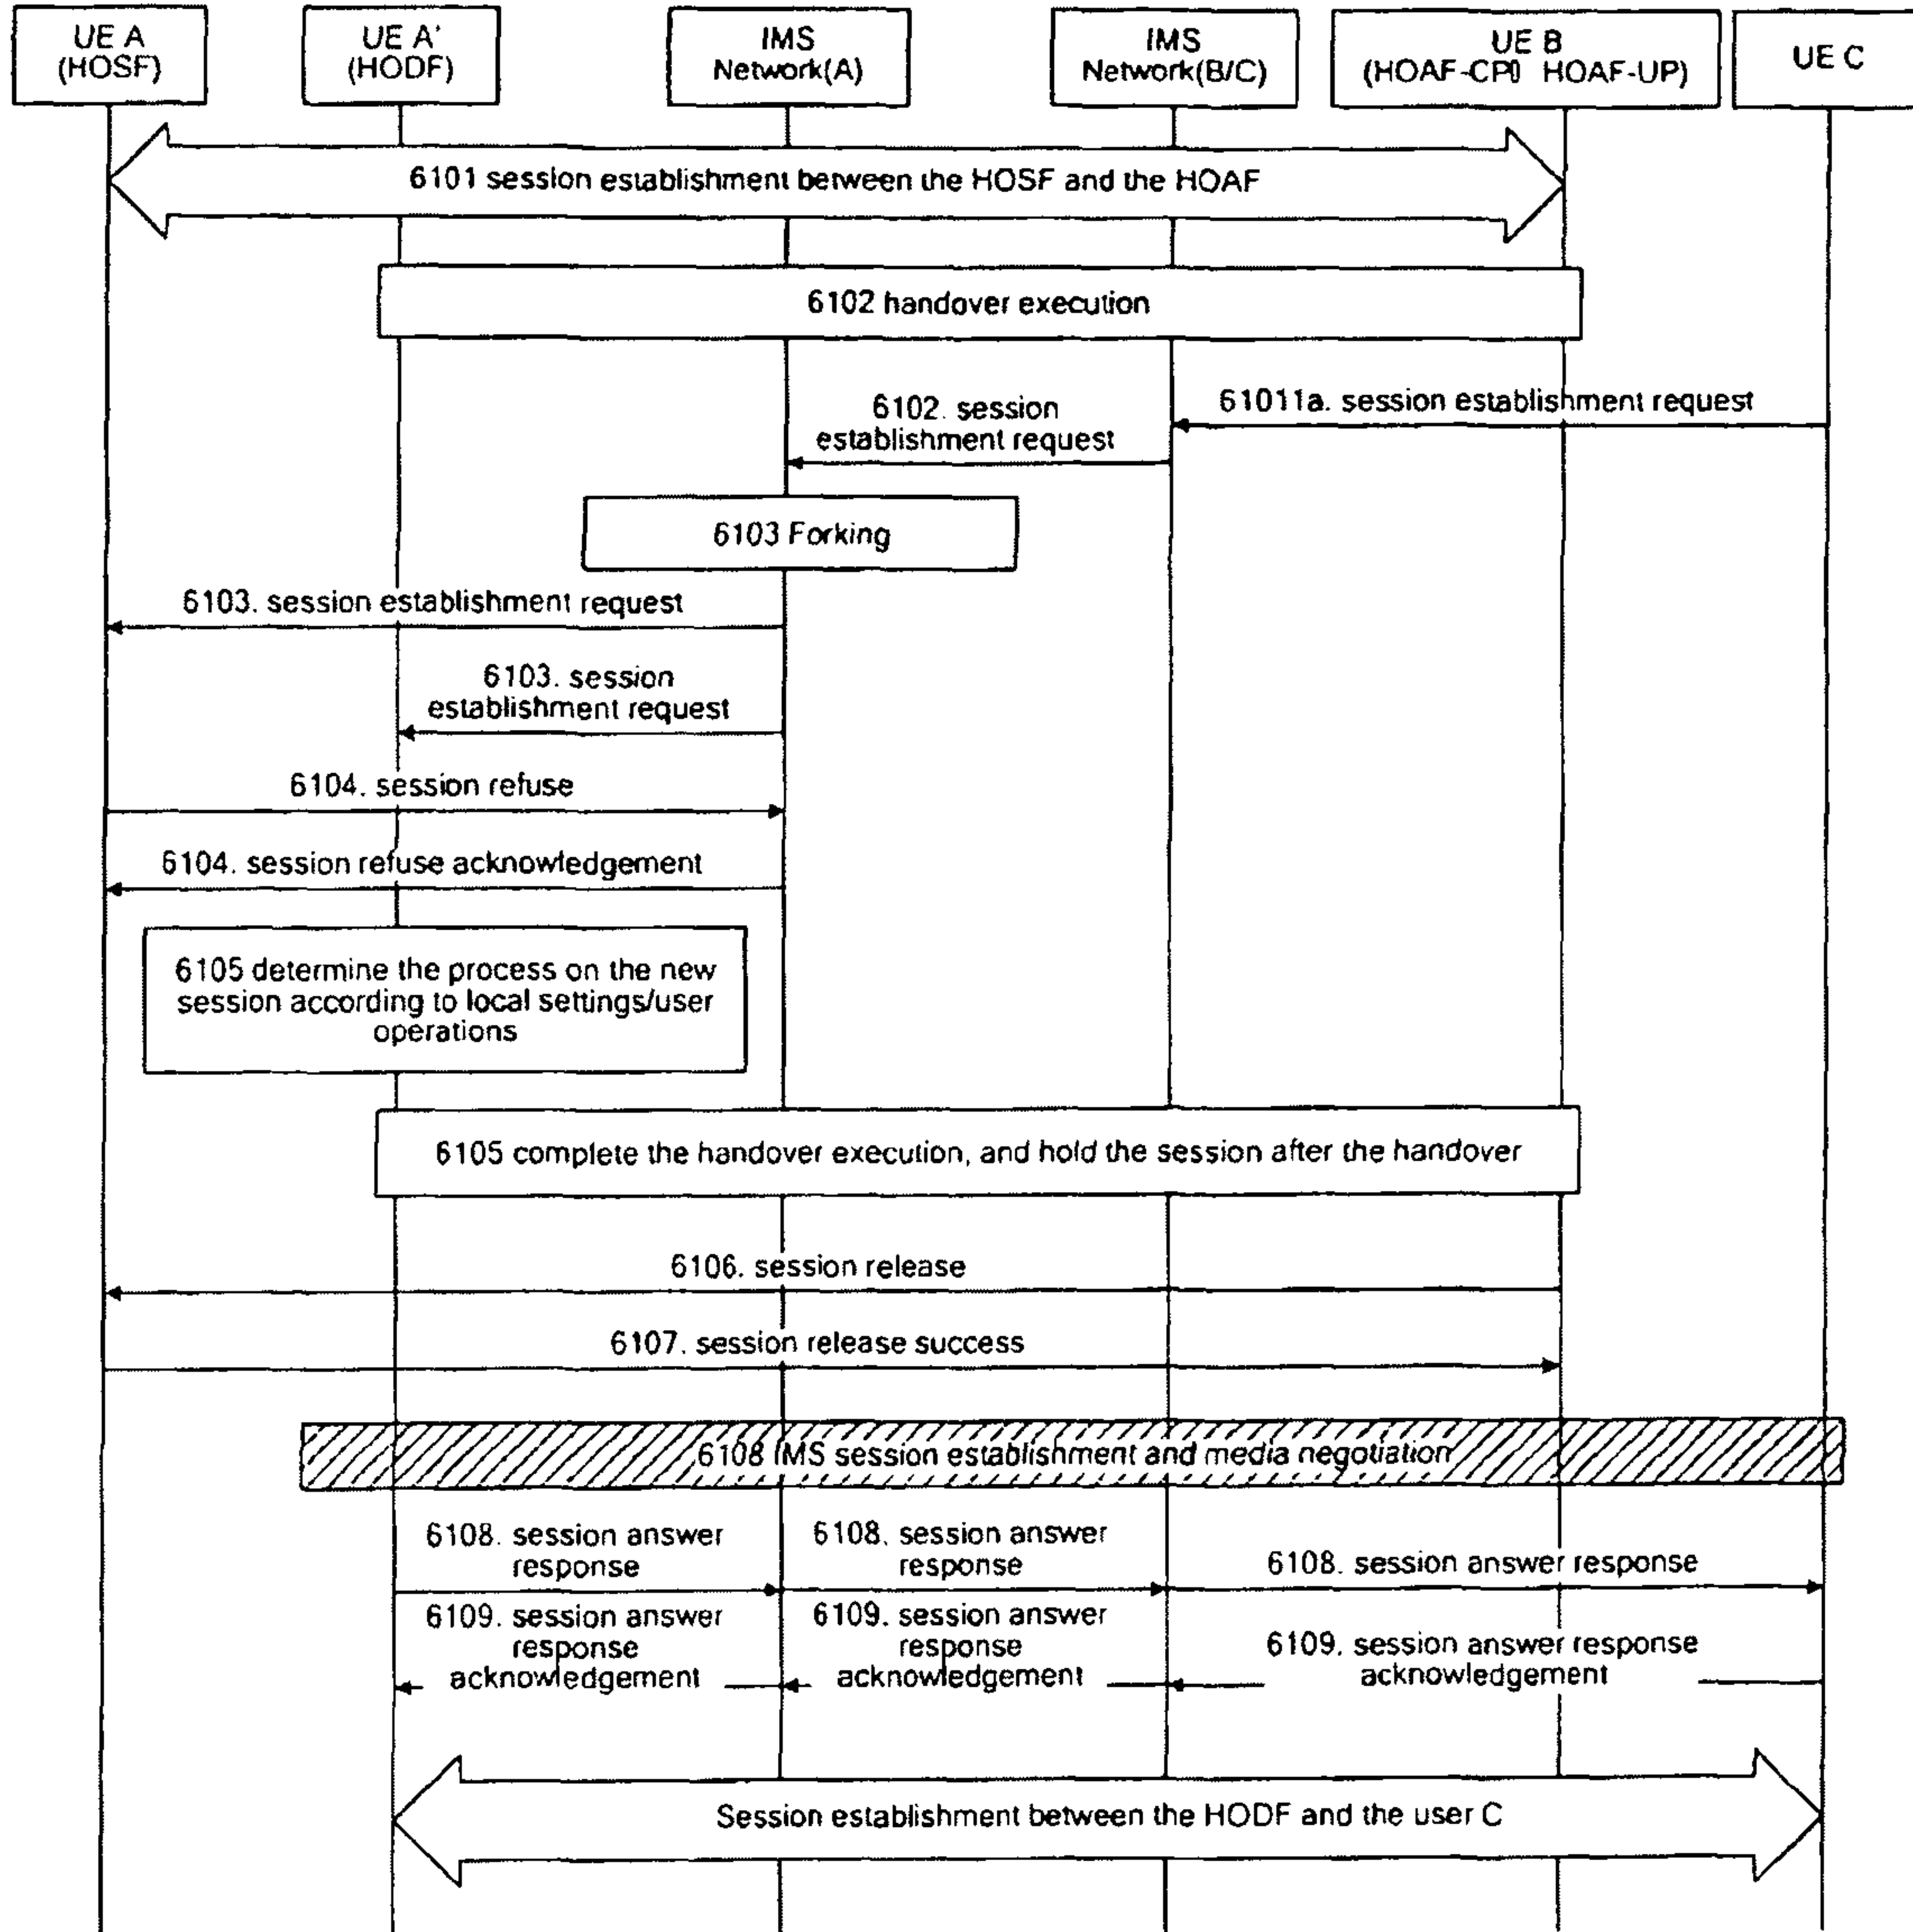 UE A
(HOSF)
UE A'
(HODF)
IMS
Network(A)
IMS
Network(B/C)
UE B
(HOAF-CP0 HOAF-UP)
UE C
6101 session establishment between the HOSF and the HOAF
6102 handover execution
61011a. session establishment request
6102. session
establishment request
6103 Forking
6103. session establishment request
6103. session
establishment request
6104. session refuse
6104. session refuse acknowledgement
6105 determine the process on the new
session according to local settings/user
operations
6105 complete the handover execution, and hold the session after the handover
6106. session release
6107. session release success
6108 IMS session establishment and media negotiation
6108. session answer
response
6108. session answer
response
6108. session answer response
6109. session answer
response
acknowledgement
6109. session answer
response
acknowledgement
6109. session answer response
acknowledgement
Session establishment between the HODF and the user C